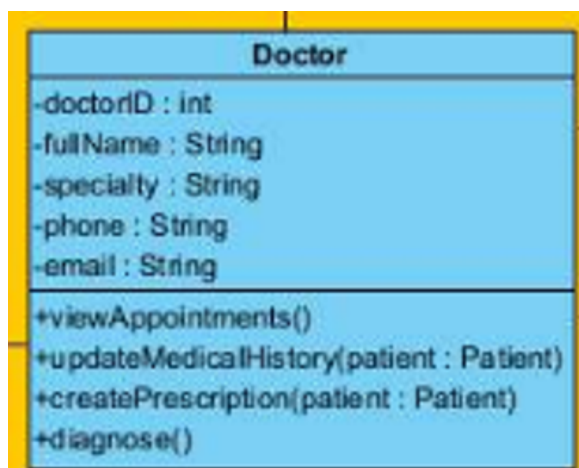 Doctor
-doctorID : int
-fullName : String
-specialty : String
-phone : String
-email : String
+viewAppointments()
+updateMedicalHistory(patient : Patient)
+createPrescription(patient : Patient)
+diagnose()